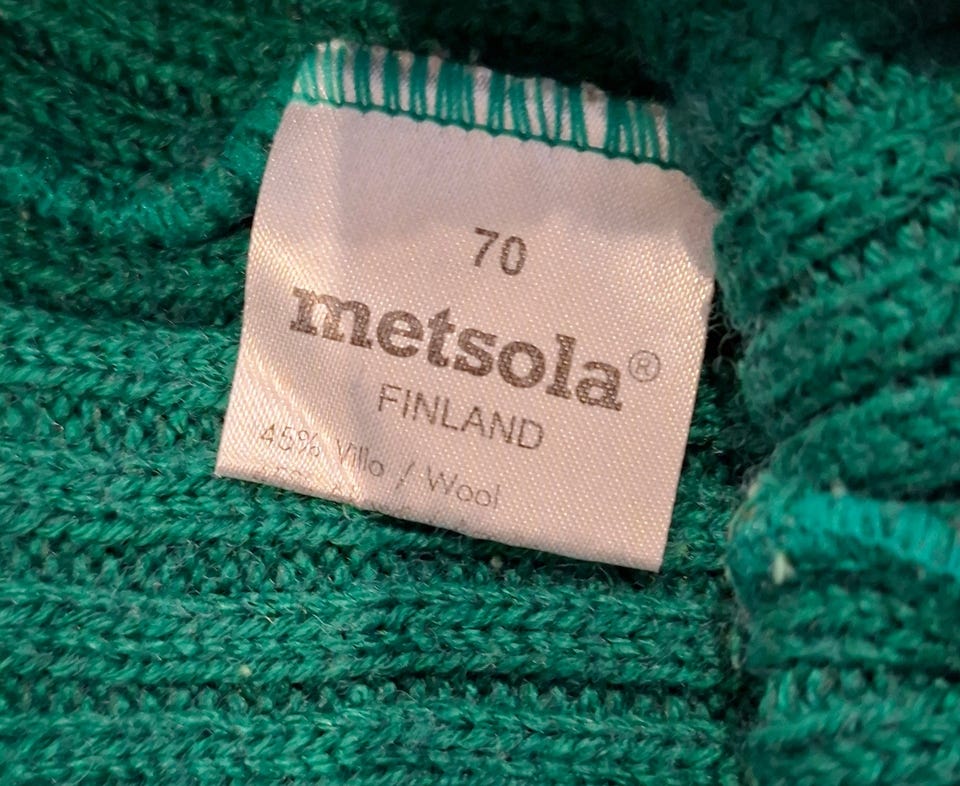 70
metsola®
FINLAND
45% Villa / Wool